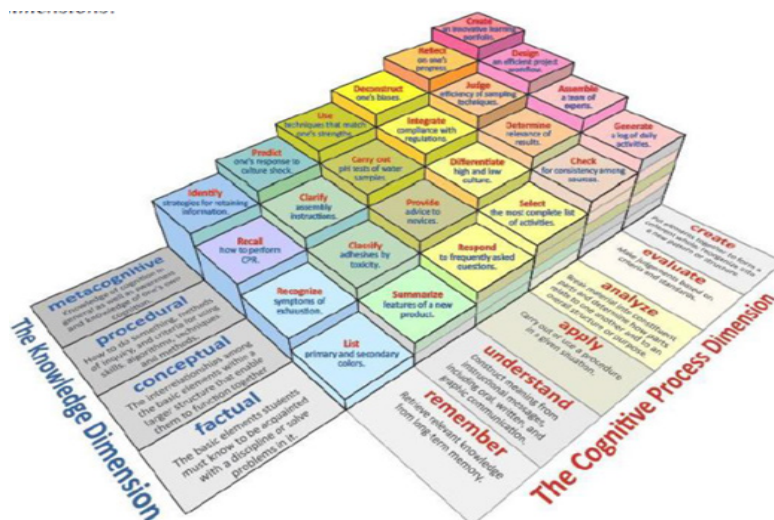 dimensions.
Create
an innovative learning
portfolio.
Reflect
on one's
progress.
Design
an efficient project
workflow.
Deconstruct
one's biases.
Judge
efficiency of sampling
techniques.
Assemble
a team of
experts.
Use
techniques that match
one's strengths.
Integrate
compliance with
regulations.
Determine
relevance of
results.
Generate
a log of daily
activities.
Predict
one's response to
culture shock.
Carry out
pH tests of water
samples.
Differentiate
high and low
culture.
Check
for consistency among
sources.
Identify
strategies for retaining
information.
Clarify
assembly
instructions.
Provide
advice to
novices.
Select
the most complete list
of activities.
Recall
how to perform
CPR.
Classify
adhesives by
toxicity.
Respond
to frequently asked
questions.
Recognize
symptoms of
exhaustion.
Summarize
features of a new
product.
List
primary and secondary
colors.
The Knowledge Dimension
metacognitive
Knowledge of cognition in
general as well as awareness
and knowledge of one's own
cognition.
procedural
How to do something, methods
of inquiry, and criteria for using
skills, algorithms, techniques
and methods.
conceptual
The interrelationships among
the basic elements within a
larger structure that enable
them to function together
factual
The basic elements students
must know to be acquainted
with a discipline or solve
problems in it.
The Cognitive Process Dimension
create
Put elements together to form a
coherent whole, reorganize into
a new pattern or structure.
evaluate
Make judgements based on
criteria and standards.
analyze
Break material into constituent
parts and determine how parts
relate to one another and to an
overall structure or purpose
apply
Carry out or use a procedure
in a given situation.
understand
Construct meaning from
instructional messages,
including oral, written, and
graphic communication.
remember
Retrieve relevant knowledge
from long-term memory.